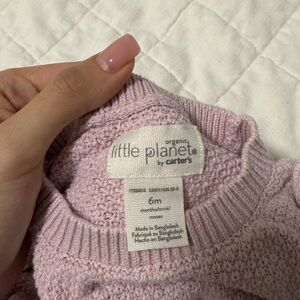 organic
little planet®
by carter's
6m
months/mois/
meses
Made in Bangladesh
Fabriqué au Bangladesh
Hecho en Bangladesh